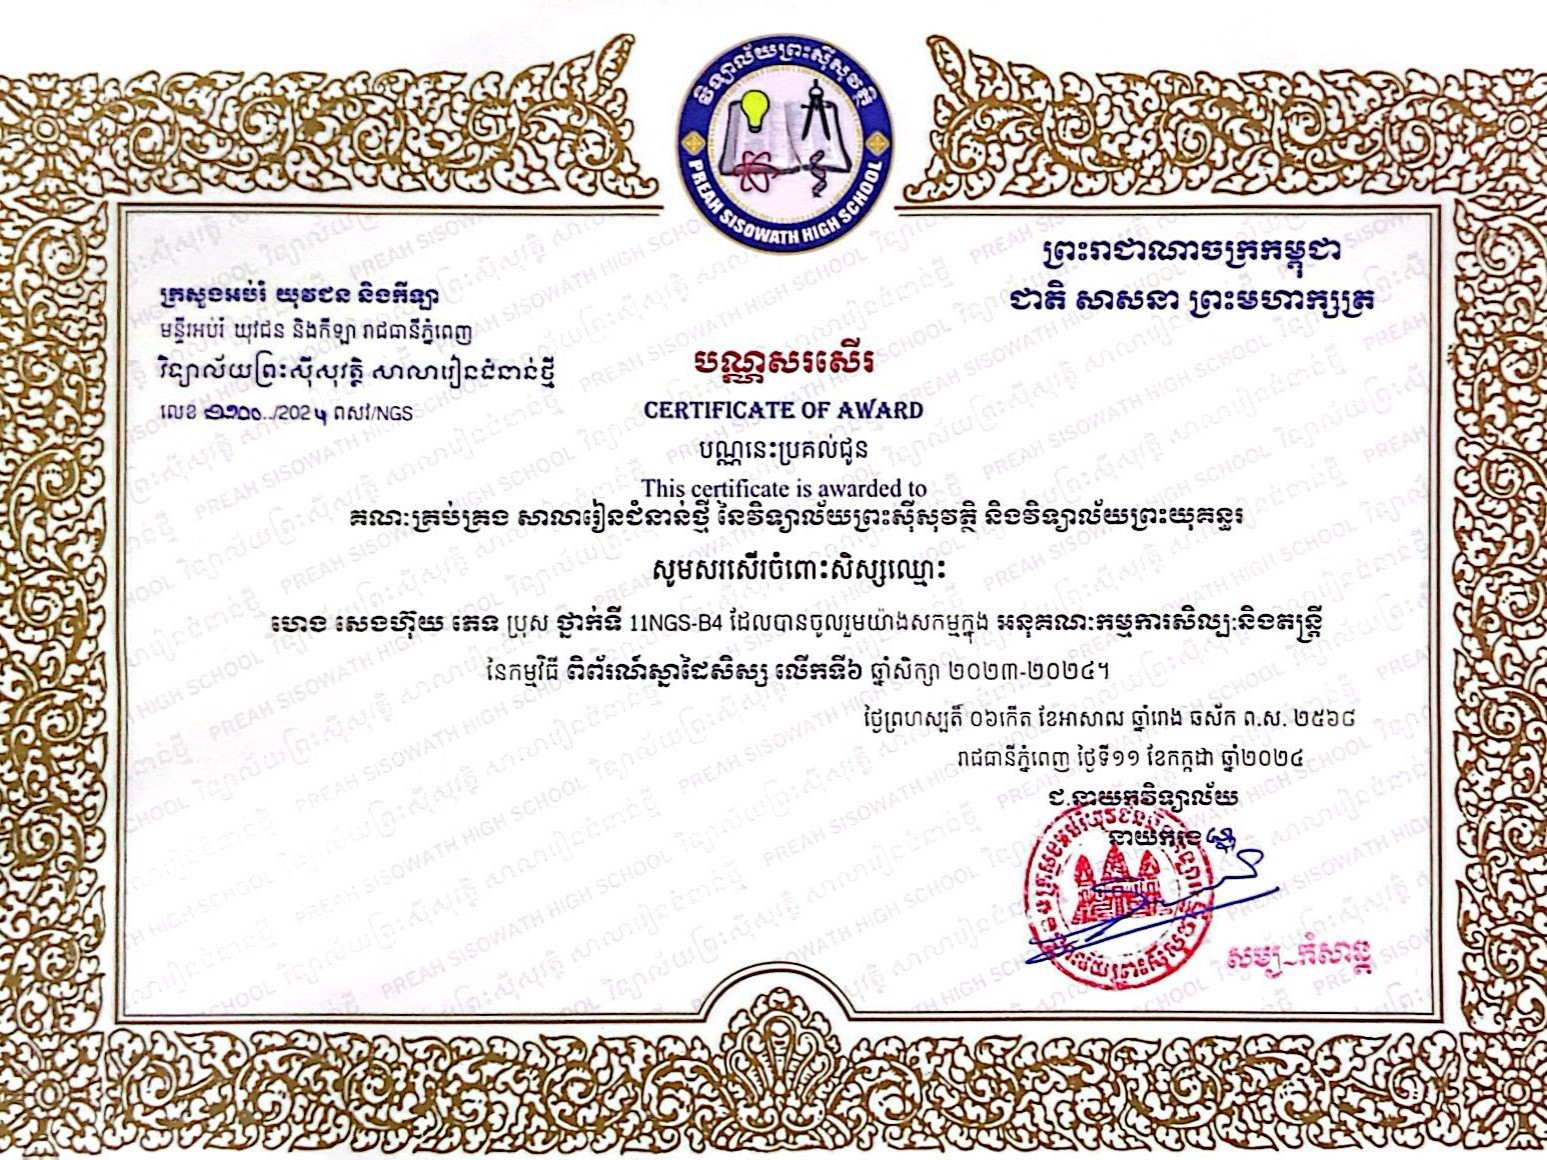 វិទ្យាល័យព្រះស៊ីសុវត្ថិ
PREAH SISOWATH HIGH SCHOOL
ព្រះរាជាណាចក្រកម្ពុជា
ជាតិ សាសនា ព្រះមហាក្សត្រ
ក្រសួងអប់រំ យុវជន និងកីឡា
មន្ទីរអប់រំ យុវជន និងកីឡា រាជធានីភ្នំពេញ
វិទ្យាល័យព្រះស៊ីសុវត្ថិ សាលារៀនជំនាន់ថ្មី
លេខ ../202 ពសវ/NGS
បណ្ណសរសើរ
CERTIFICATE OF AWARD
បណ្ណនេះប្រគល់ជូន
This certificate is awarded to
គណៈគ្រប់គ្រង សាលារៀនជំនាន់ថ្មី នៃវិទ្យាល័យព្រះស៊ីសុវត្ថិ និងវិទ្យាល័យព្រះយុគន្ធរ
សូមសរសើរចំពោះសិស្សឈ្មោះ
ហេង សេងហ៊ុយ ភេទ ប្រុស ថ្នាក់ទី 11NGS-B4 ដែលបានចូលរួមយ៉ាងសកម្មក្នុង អនុគណៈកម្មការសិល្បៈនិងតន្ត្រី
នៃកម្មវិធី ពិព័រណ៍ស្នាដៃសិស្ស លើកទី៦ ឆ្នាំសិក្សា ២០២៣-២០២៤។
ថ្ងៃព្រហស្បតិ៍ ០៦កើត ខែអាសាឍ ឆ្នាំរោង ឆស័ក ព.ស. ២៥៦៨
រាជធានីភ្នំពេញ ថ្ងៃទី១១ ខែកក្កដា ឆ្នាំ២០២៤
ជ.នាយកវិទ្យាល័យ
នាយករង
សម្ប កំសាន្ត